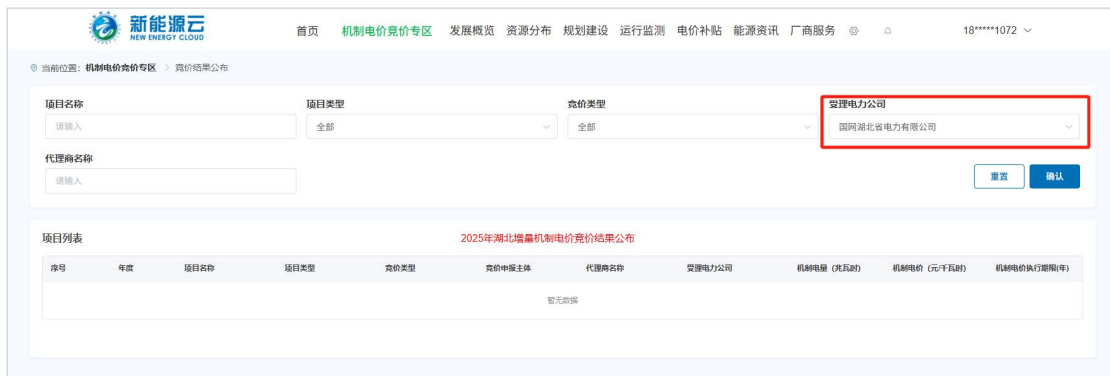 新能源云
NEW ENERGY CLOUD
首页 机制电价竞价专区 发展概览 资源分布 规划建设 运行监测 电价补贴 能源资讯 厂商服务 18*****1072
当前位置: 机制电价竞价专区 > 竞价结果公布
项目名称 项目类型 竞价类型 受理电力公司
请输入 全部 全部 国网湖北省电力有限公司
代理商名称
请输入 重置 确认
项目列表 2025年湖北增量机制电价竞价结果公布
序号 年度 项目名称 项目类型 竞价类型 竞价申报主体 代理商名称 受理电力公司 机制电量 (兆瓦时) 机制电价 (元/千瓦时) 机制电价执行期限(年)
暂无数据